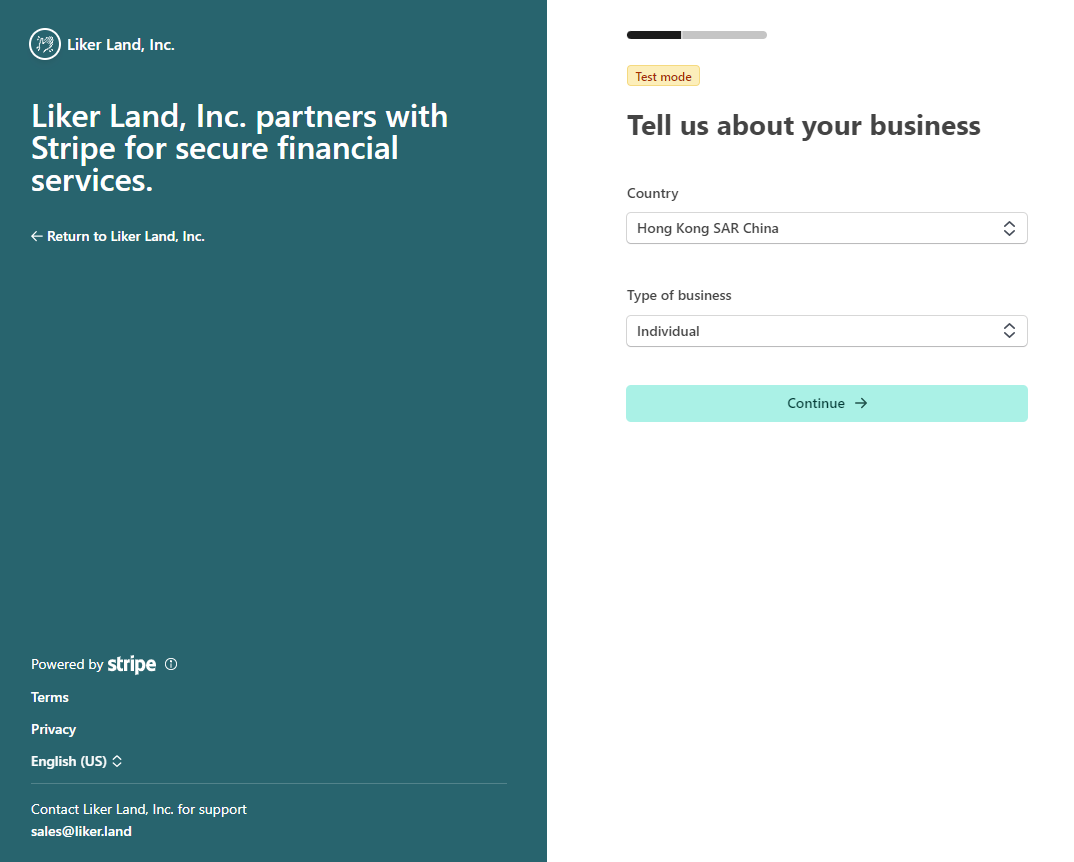 Liker Land, Inc.
Liker Land, Inc. partners with
Stripe for secure financial
services.
← Return to Liker Land, Inc.
Powered by stripe
Terms
Privacy
English (US)
Contact Liker Land, Inc. for support
sales@liker.land
Test mode
Tell us about your business
Country
Hong Kong SAR China
Type of business
Individual
Continue →